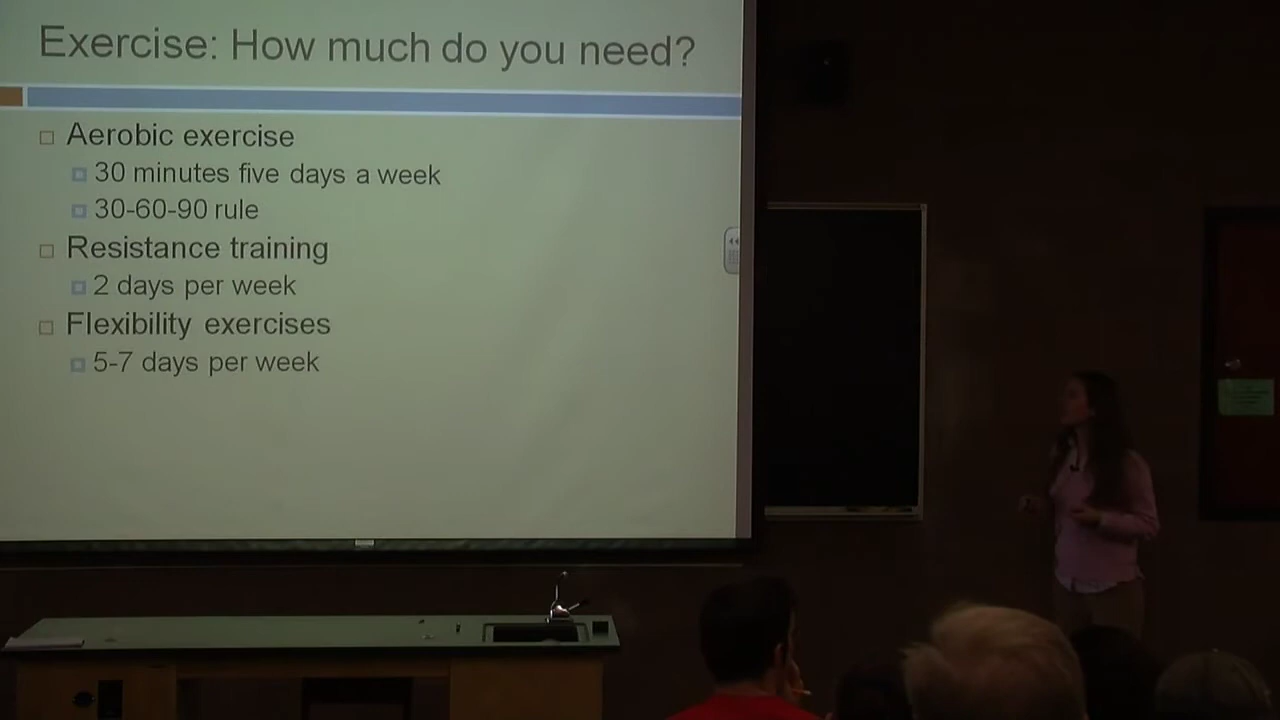 Exercise: How much do you need?
Aerobic exercise
30 minutes five days a week
30-60-90 rule
Resistance training
2 days per week
Flexibility exercises
5-7 days per week